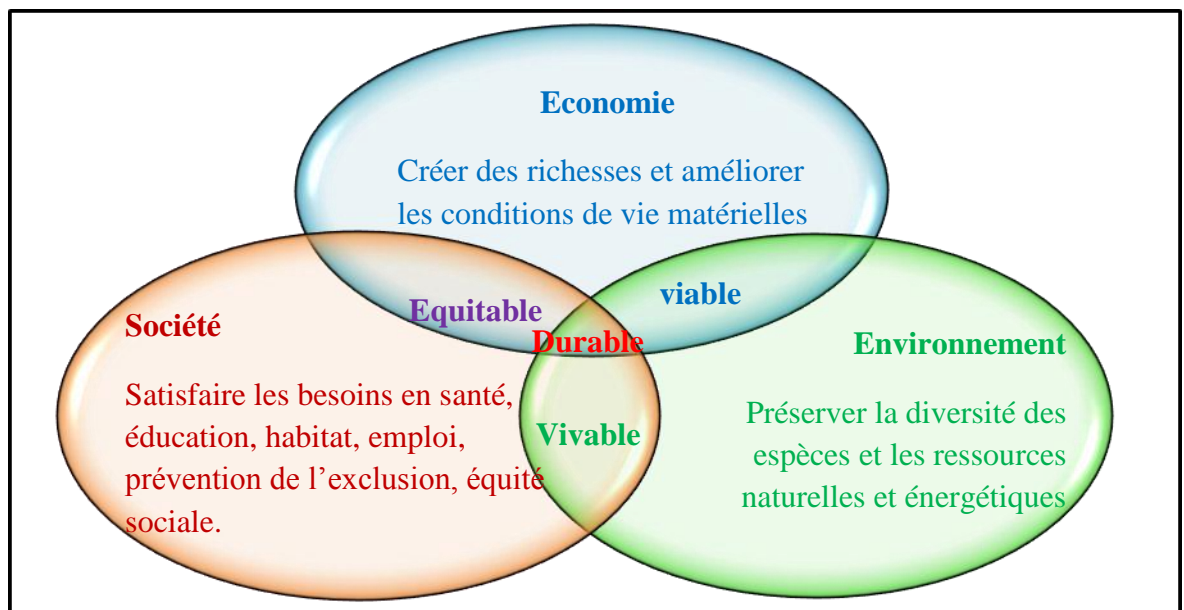 Economie
Créer des richesses et améliorer
les conditions de vie matérielles
Equitable
viable
Durable
Société
Satisfaire les besoins en santé,
éducation, habitat, emploi,
prévention de l’exclusion, équité
sociale.
Vivable
Environnement
Préserver la diversité des
espèces et les ressources
naturelles et énergétiques